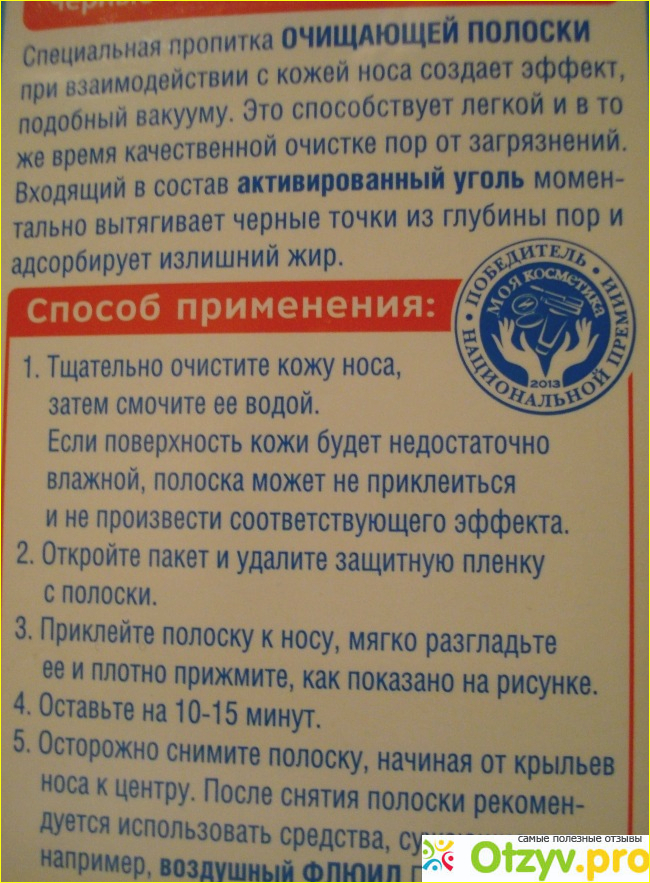 Специальная пропитка ОЧИЩАЮЩЕЙ ПОЛОСКИ
при взаимодействии с кожей носа создает эффект,
подобный вакууму. Это способствует легкой и в то
же время качественной очистке пор от загрязнений.
Входящий в состав активированный уголь момен-
тально вытягивает черные точки из глубины пор и
адсорбирует излишний жир.
Способ применения:
ПОБЕДИТЕЛЬ • НАЦИОНАЛЬНОЙ ПРЕМИИ •
МОЯ КОСМЕТИКА
2013
1. Тщательно очистите кожу носа,
затем смочите ее водой.
Если поверхность кожи будет недостаточно
влажной, полоска может не приклеиться
и не произвести соответствующего эффекта.
2. Откройте пакет и удалите защитную пленку
с полоски.
3. Приклейте полоску к носу, мягко разгладьте
ее и плотно прижмите, как показано на рисунке.
4. Оставьте на 10-15 минут.
5. Осторожно снимите полоску, начиная от крыльев
носа к центру. После снятия полоски рекомен-
дуется использовать средства,
например, воздушный ФЛЮИД
самые полезные отзывы
Otzyv.pro